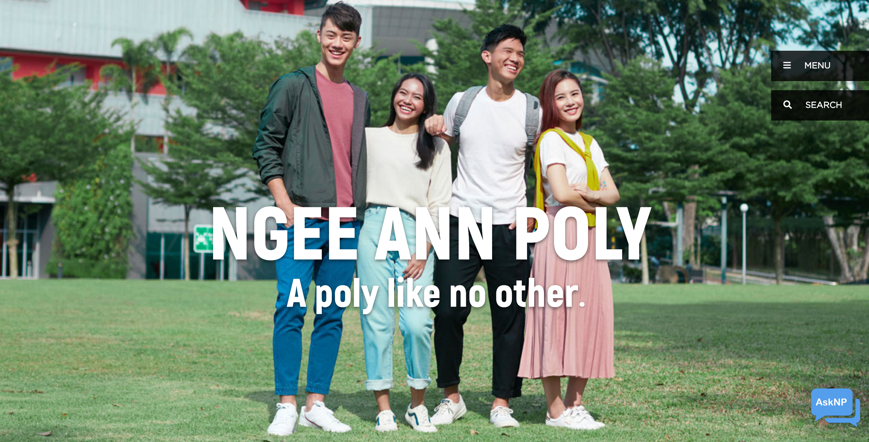 MENU
SEARCH
NGEE ANN POLY
A poly like no other.
AskNP